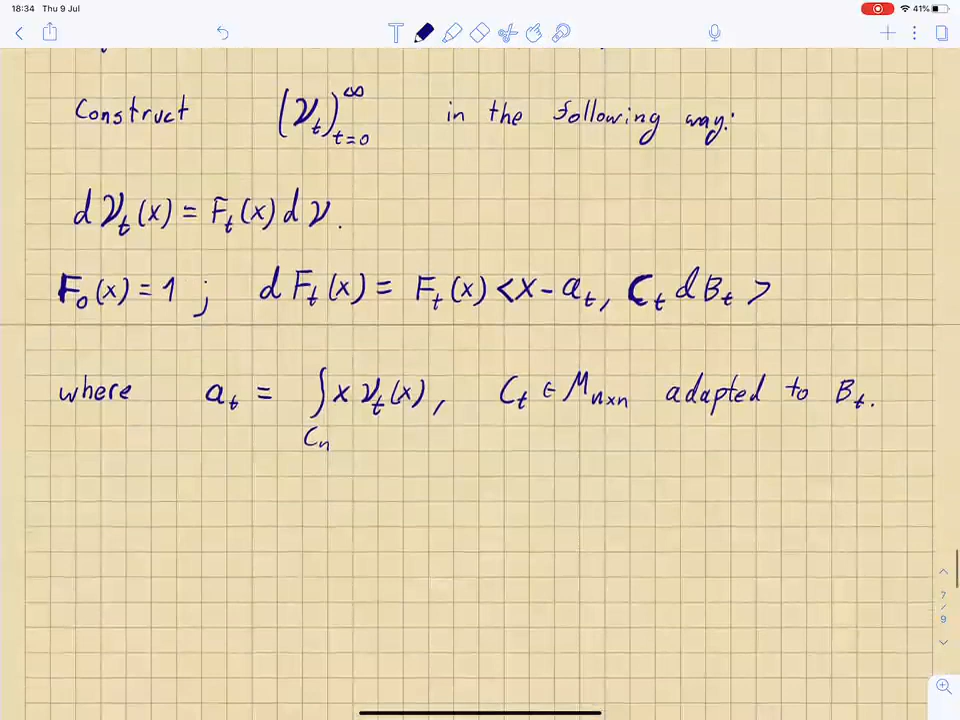 18:34 Thu 9 Jul
41%
Construct (ν_t)_{t=0}^∞ in the following way:
dν_t(x) = F_t(x) dν.
F_0(x) = 1 ; dF_t(x) = F_t(x) <x - a_t, C_t dB_t>
where a_t = ∫_{C_n} x ν_t(x), C_t ∈ M_{n×n} adapted to B_t.
7
/
9